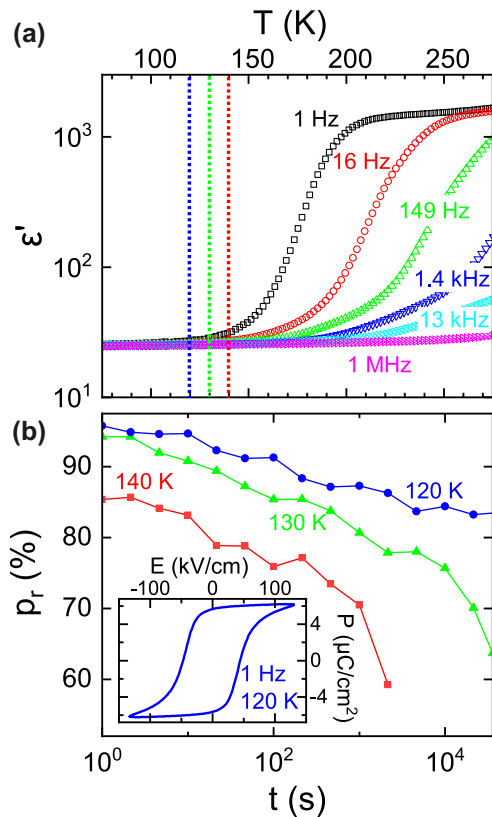 (a)
T (K)
100 150 200 250
10³
10²
10¹
ε'
1 Hz
16 Hz
149 Hz
1.4 kHz
13 kHz
1 MHz
(b)
90
80
70
60
pᵣ (%)
140 K
130 K
120 K
E (kV/cm)
-100 0 100
4
0
-4
P (μC/cm²)
1 Hz
120 K
10⁰ 10² 10⁴
t (s)